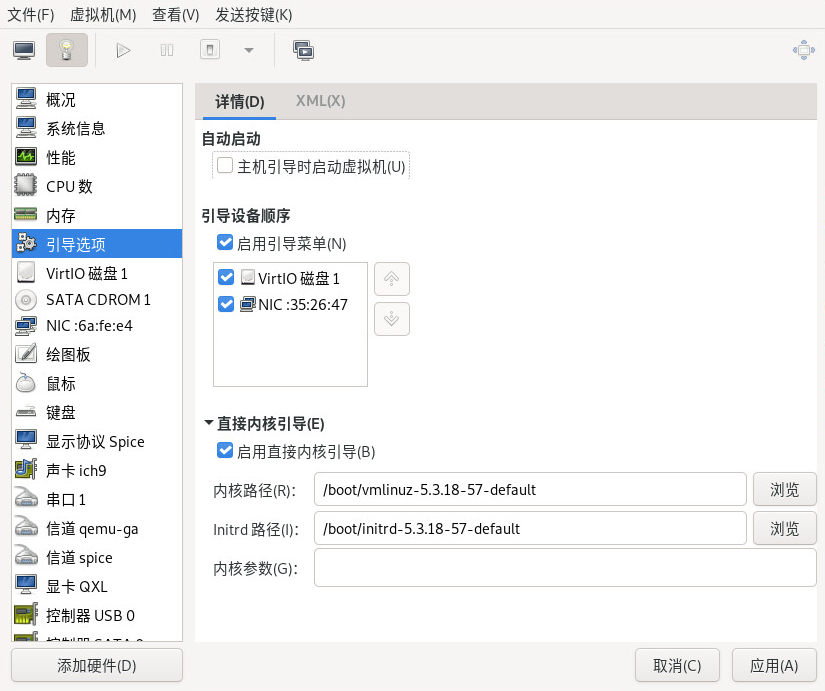 文件(F) 虚拟机(M) 查看(V) 发送按键(K)
概况
系统信息
性能
CPU 数
内存
引导选项
VirtIO 磁盘 1
SATA CDROM 1
NIC :6a:fe:e4
绘图板
鼠标
键盘
显示协议 Spice
声卡 ich9
串口 1
信道 qemu-ga
信道 spice
显卡 QXL
控制器 USB 0
控制器 SATA 0
添加硬件(D)
详情(D) XML(X)
自动启动
主机引导时启动虚拟机(U)
引导设备顺序
启用引导菜单(N)
VirtIO 磁盘 1
NIC :35:26:47
直接内核引导(E)
启用直接内核引导(B)
内核路径(R)： /boot/vmlinuz-5.3.18-57-default 浏览
Initrd 路径(I)： /boot/initrd-5.3.18-57-default 浏览
内核参数(G)：
取消(C) 应用(A)